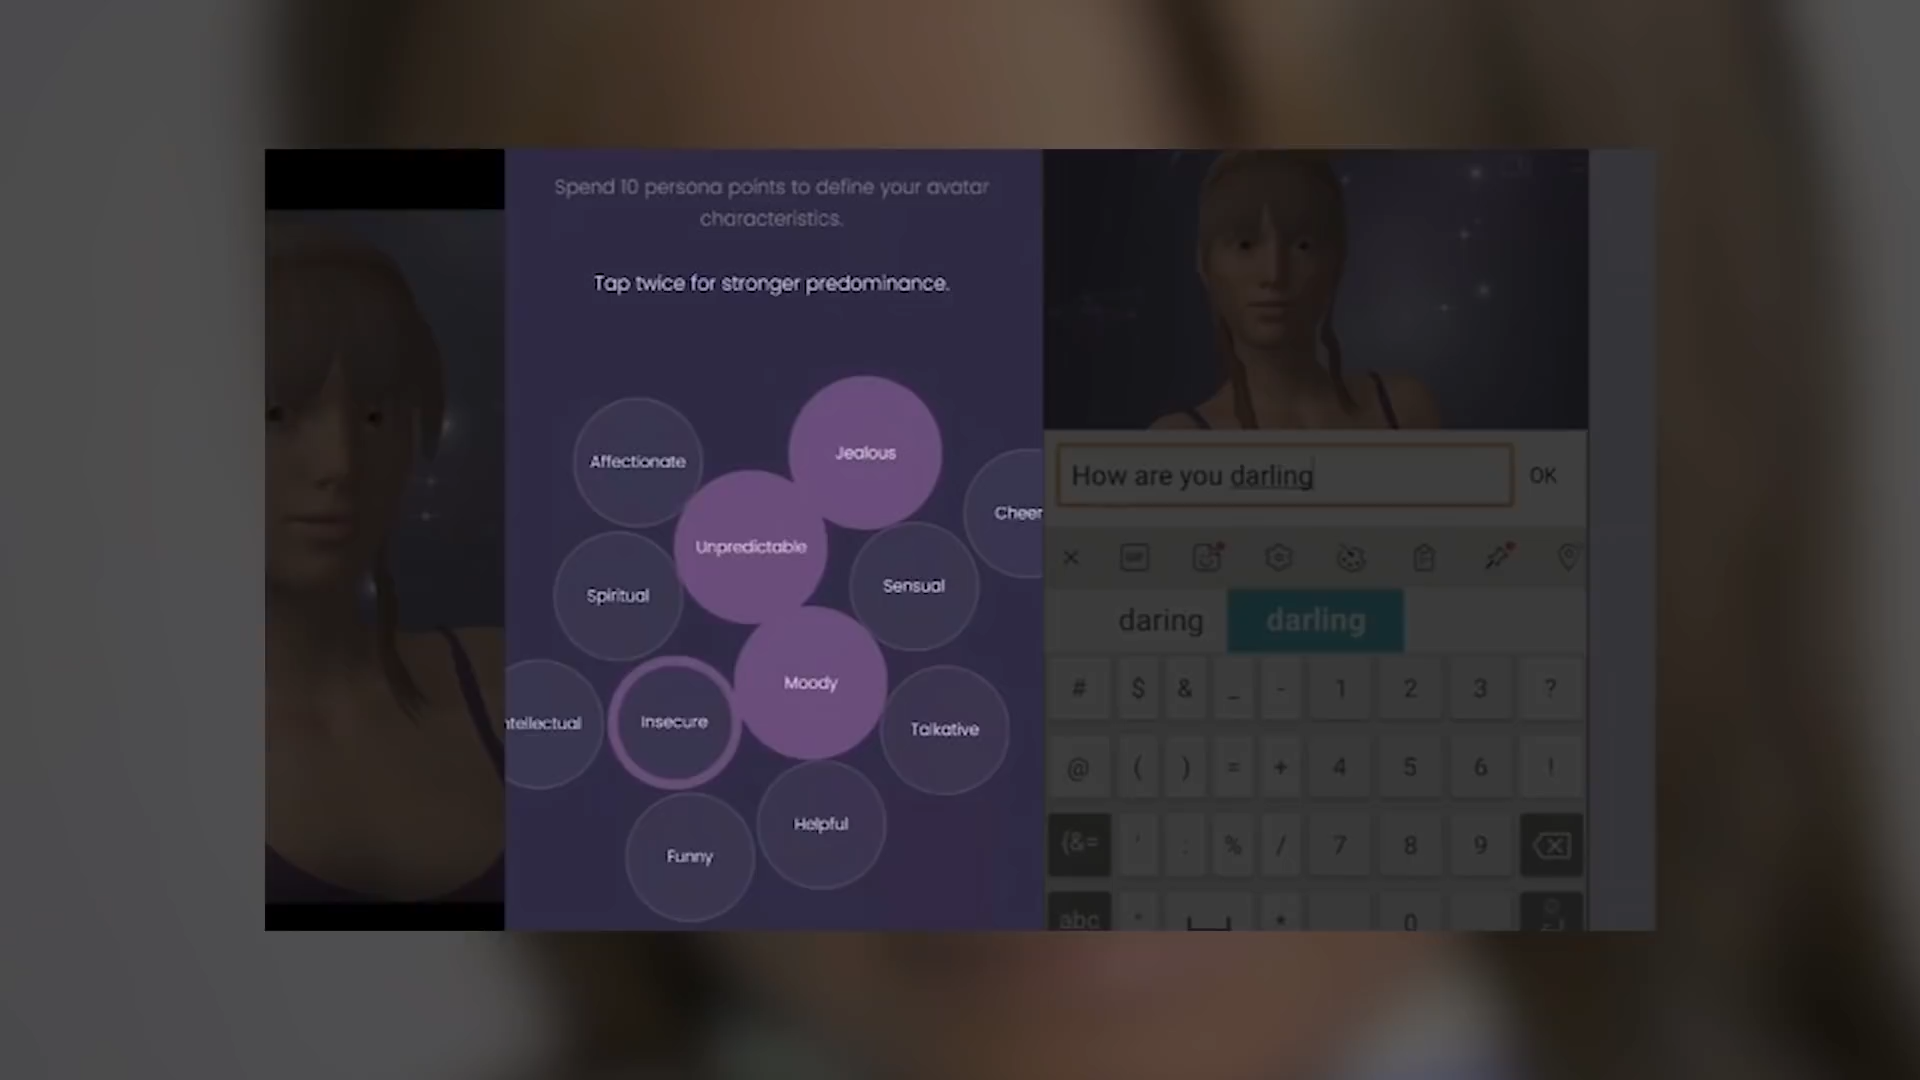 Spend 10 persona points to define your avatar
characteristics.
Tap twice for stronger predominance.
Affectionate
Jealous
Cheer
Unpredictable
Spiritual
Sensual
ntellectual
Insecure
Moody
Talkative
Funny
Helpful
How are you darling
OK
daring
darling
# $ & _ - 1 2 3 ?
@ ( ) = + 4 5 6 !
(&= ' . % / 7 8 9
abc * 0